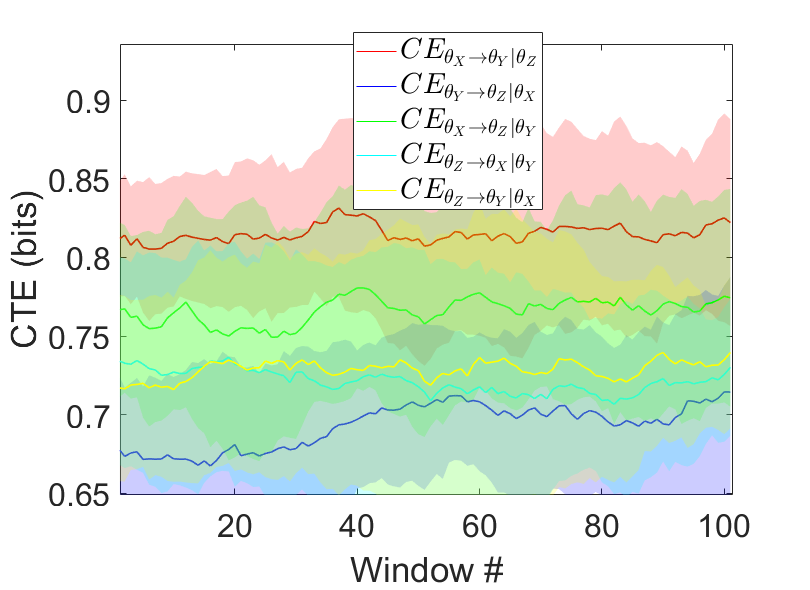 CE_{θ_X→θ_Y|θ_Z}
CE_{θ_Y→θ_Z|θ_X}
CE_{θ_X→θ_Z|θ_Y}
CE_{θ_Z→θ_X|θ_Y}
CE_{θ_Z→θ_Y|θ_X}
CTE (bits)
0.9
0.85
0.8
0.75
0.7
0.65
20 40 60 80 100
Window #